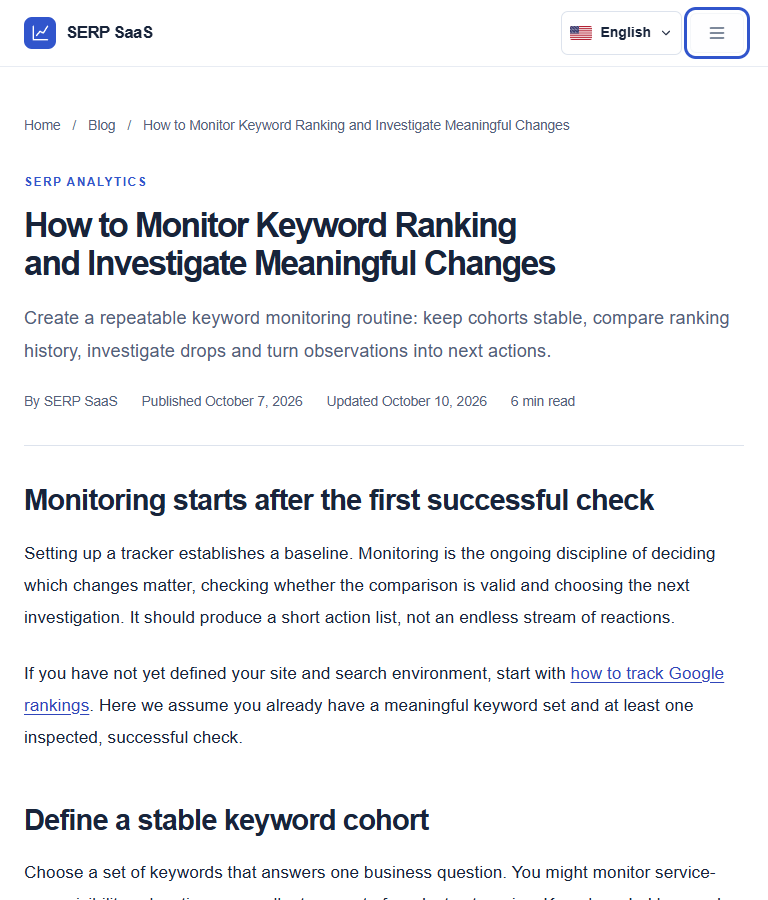 SERP SaaS
English
Home / Blog / How to Monitor Keyword Ranking and Investigate Meaningful Changes
SERP ANALYTICS
How to Monitor Keyword Ranking
and Investigate Meaningful Changes
Create a repeatable keyword monitoring routine: keep cohorts stable, compare ranking
history, investigate drops and turn observations into next actions.
By SERP SaaS Published October 7, 2026 Updated October 10, 2026 6 min read
Monitoring starts after the first successful check
Setting up a tracker establishes a baseline. Monitoring is the ongoing discipline of deciding
which changes matter, checking whether the comparison is valid and choosing the next
investigation. It should produce a short action list, not an endless stream of reactions.
If you have not yet defined your site and search environment, start with how to track Google
rankings. Here we assume you already have a meaningful keyword set and at least one
inspected, successful check.
Define a stable keyword cohort
Choose a set of keywords that answers one business question. You might monitor service-